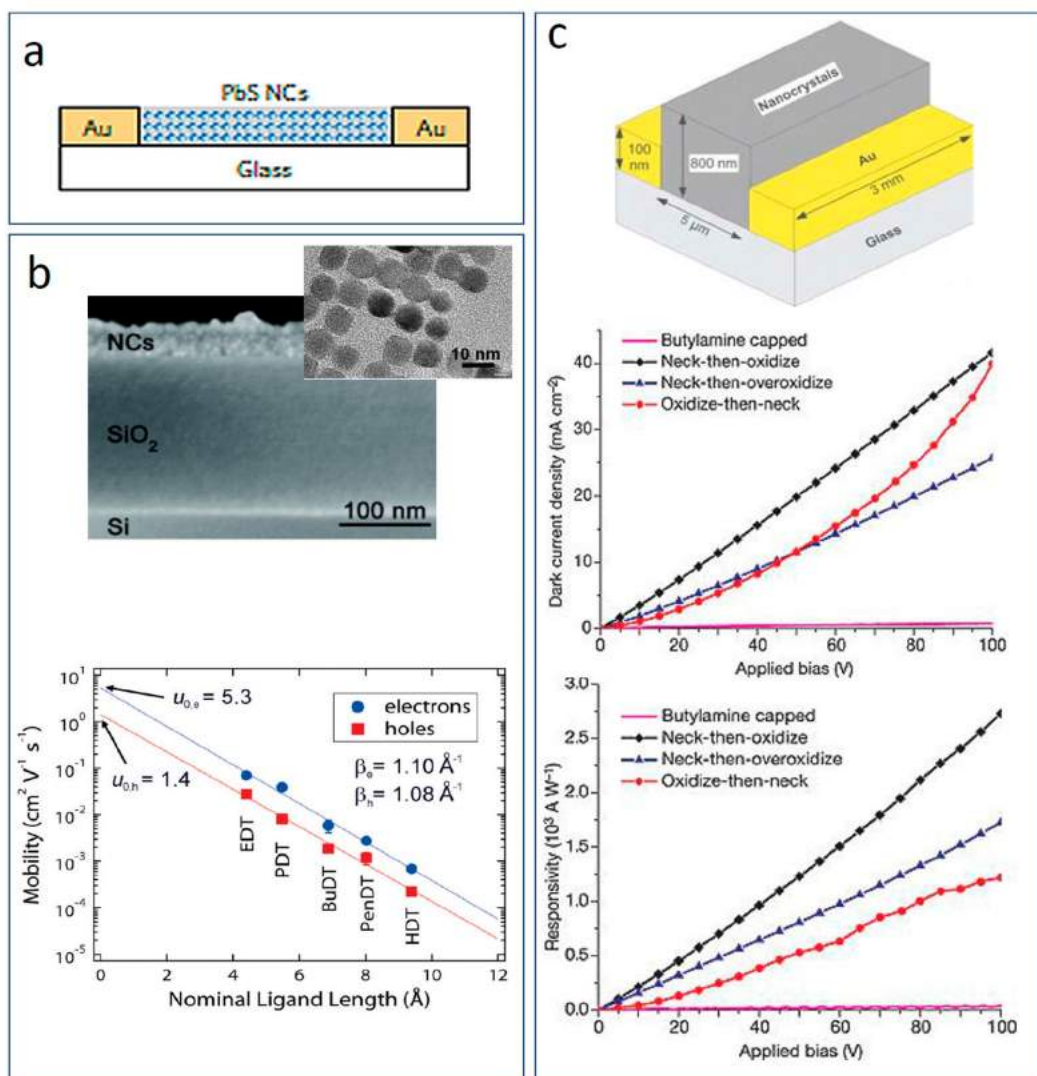 a
PbS NCs
Au
Au
Glass
b
NCs
SiO2
Si
100 nm
10 nm
Mobility (cm² V⁻¹ s⁻¹)
10¹
10⁰
10⁻¹
10⁻²
10⁻³
10⁻⁴
10⁻⁵
u0,e = 5.3
u0,h = 1.4
electrons
holes
βe = 1.10 Å⁻¹
βh = 1.08 Å⁻¹
EDT
PDT
BuDT
PenDT
HDT
0 2 4 6 8 10 12
Nominal Ligand Length (Å)
c
Nanocrystals
100 nm
800 nm
Au
3 mm
5 µm
Glass
Butylamine capped
Neck-then-oxidize
Neck-then-overoxidize
Oxidize-then-neck
Dark current density (mA cm⁻²)
40
30
20
10
0
0 20 40 60 80 100
Applied bias (V)
Butylamine capped
Neck-then-oxidize
Neck-then-overoxidize
Oxidize-then-neck
Responsivity (10³ A W⁻¹)
3.0
2.5
2.0
1.5
1.0
0.5
0.0
0 20 40 60 80 100
Applied bias (V)